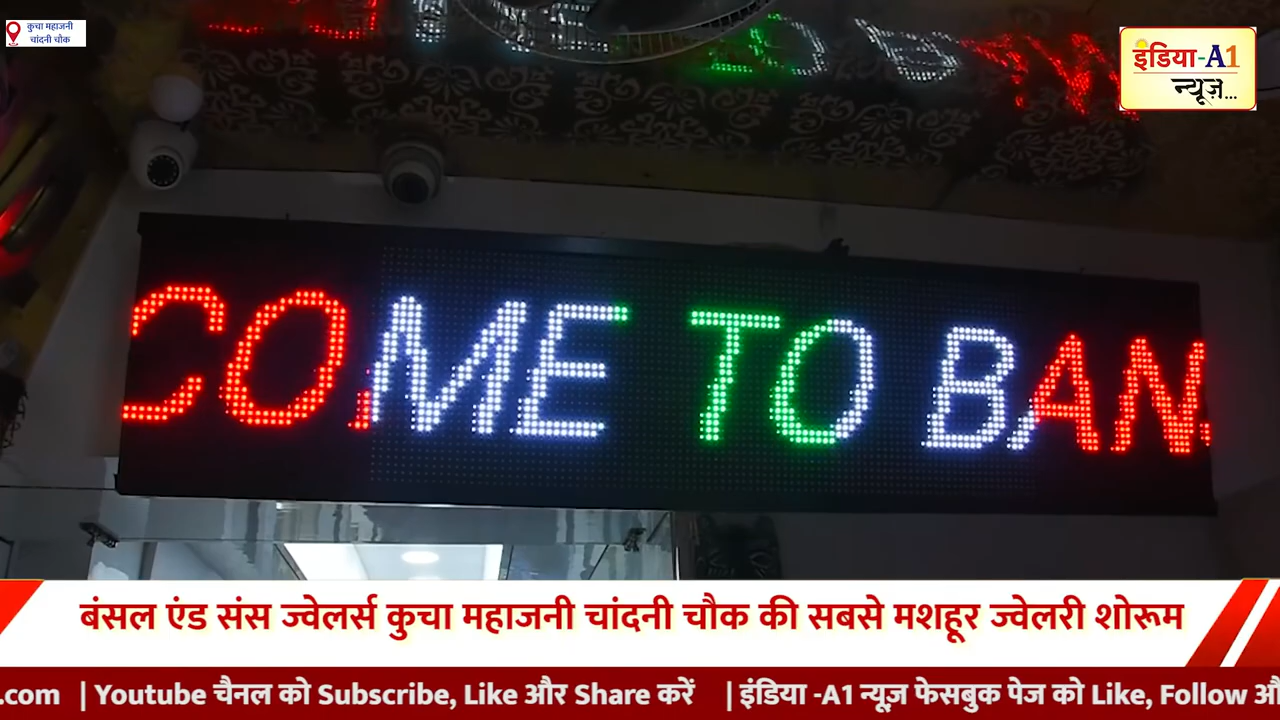 कुचा महाजनी
चांदनी चौक
इंडिया-A1
न्यूज़...
COME TO BAN
बंसल एंड संस ज्वेलर्स कुचा महाजनी चांदनी चौक की सबसे मशहूर ज्वेलरी शोरूम
.com | Youtube चैनल को Subscribe, Like और Share करें | इंडिया -A1 न्यूज़ फेसबुक पेज को Like, Follow औ